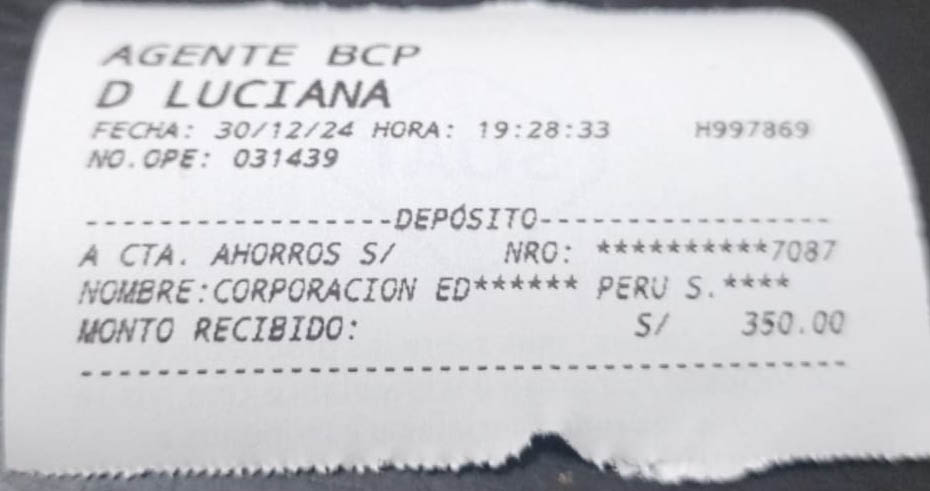 AGENTE BCP
D LUCIANA
FECHA: 30/12/24 HORA: 19:28:33 H997869
NO.OPE: 031439
------------------DEPÓSITO------------------
A CTA. AHORROS S/ NRO: **********7087
NOMBRE:CORPORACION ED****** PERU S.****
MONTO RECIBIDO: S/ 350.00
---------------------------------------------